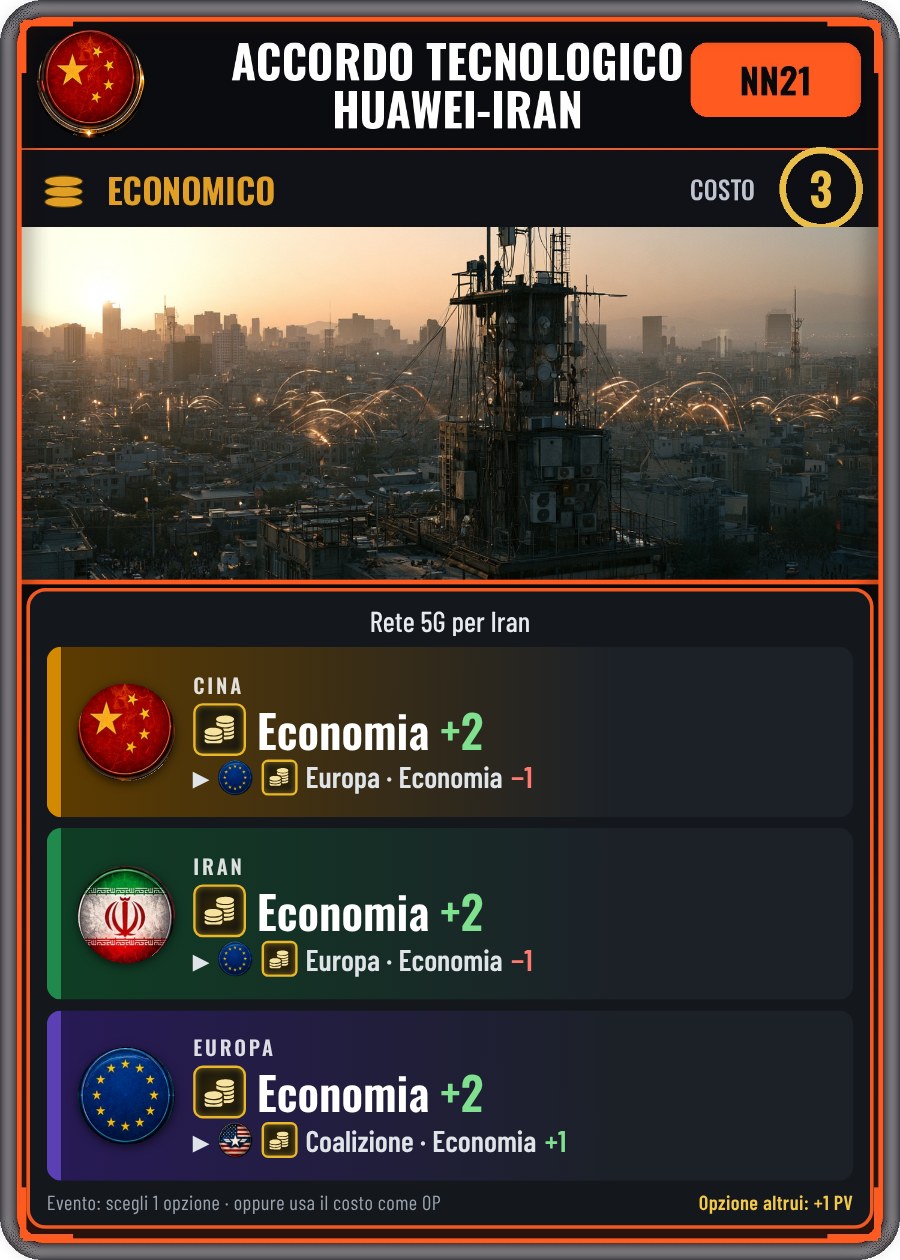 ACCORDO TECNOLOGICO
HUAWEI-IRAN
NN21
ECONOMICO
COSTO
3
Rete 5G per Iran
CINA
Economia +2
▶ Europa · Economia −1
IRAN
Economia +2
▶ Europa · Economia −1
EUROPA
Economia +2
▶ Coalizione · Economia +1
Evento: scegli 1 opzione · oppure usa il costo come OP
Opzione altrui: +1 PV